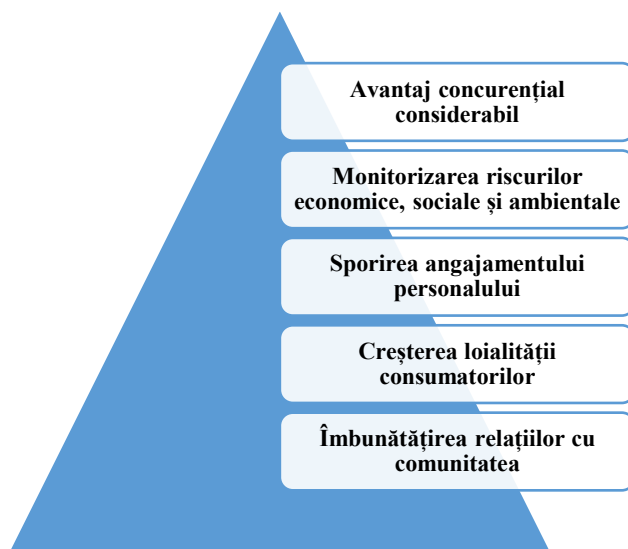 Avantaj concurențial
considerabil
Monitorizarea riscurilor
economice, sociale și ambientale
Sporirea angajamentului
personalului
Creșterea loialității
consumatorilor
Îmbunătățirea relațiilor cu
comunitatea